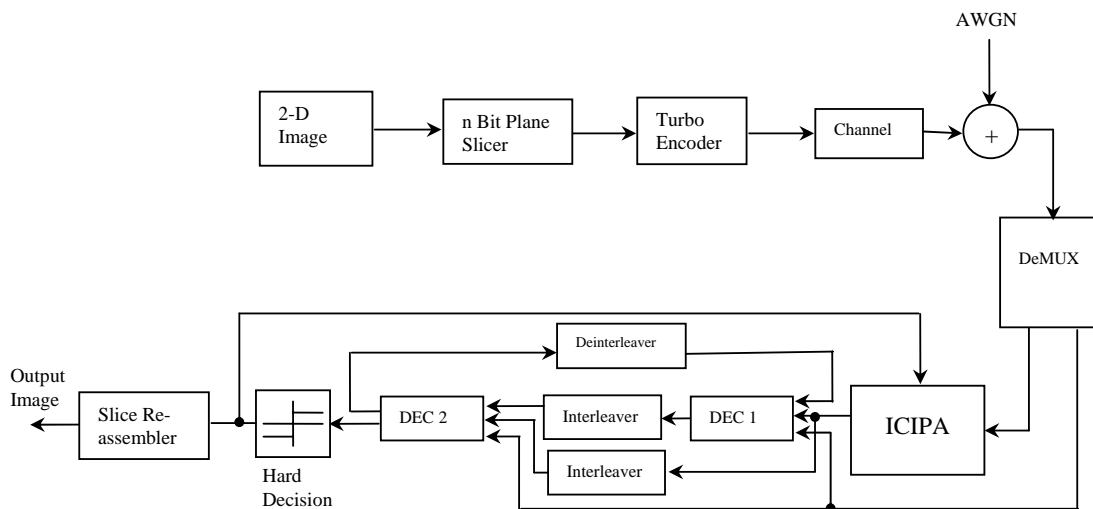 AWGN
2-D
Image
n Bit Plane
Slicer
Turbo
Encoder
Channel
+
DeMUX
Deinterleaver
Output
Image
Slice Re-
assembler
DEC 2
Interleaver
DEC 1
ICIPA
Interleaver
Hard
Decision